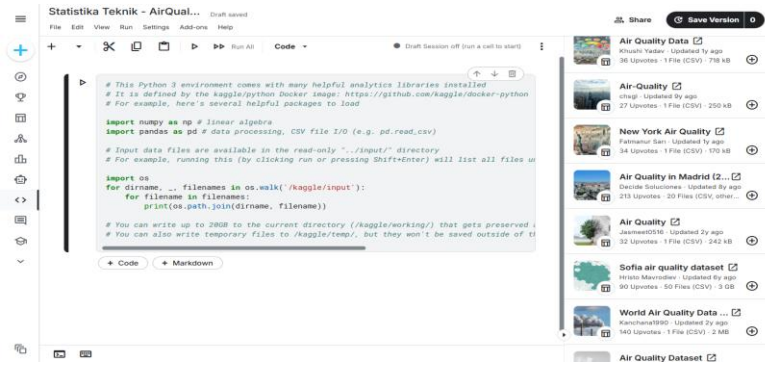 Statistika Teknik - AirQual... Draft saved
File Edit View Run Settings Add-ons Help
Share
Save Version 0
Run All
Code
Draft Session off (run a cell to start)
# This Python 3 environment comes with many helpful analytics libraries installed
# It is defined by the kaggle/python Docker image: https://github.com/kaggle/docker-python
# For example, here's several helpful packages to load
import numpy as np # linear algebra
import pandas as pd # data processing, CSV file I/O (e.g. pd.read_csv)
# Input data files are available in the read-only "../input/" directory
# For example, running this (by clicking run or pressing Shift+Enter) will list all files un
import os
for dirname, _, filenames in os.walk('/kaggle/input'):
for filename in filenames:
print(os.path.join(dirname, filename))
# You can write up to 20GB to the current directory (/kaggle/working/) that gets preserved
# You can also write temporary files to /kaggle/temp/, but they won't be saved outside of th
+ Code
+ Markdown
Air Quality Data
Khushi Yadav · Updated 1y ago
36 Upvotes · 1 File (CSV) · 718 kB
Air-Quality
chsgi · Updated 9y ago
27 Upvotes · 1 File (CSV) · 250 kB
New York Air Quality
Fatmanur Sarı · Updated 1y ago
34 Upvotes · 1 File (CSV) · 170 kB
Air Quality in Madrid (2...
Decide Soluciones · Updated 8y ago
213 Upvotes · 20 Files (CSV, other...
Air Quality
Jasmeet0516 · Updated 2y ago
32 Upvotes · 1 File (CSV) · 242 kB
Sofia air quality dataset
Hristo Mavrodiev · Updated 6y ago
90 Upvotes · 50 Files (CSV) · 3 GB
World Air Quality Data ...
Kanchana1990 · Updated 2y ago
140 Upvotes · 1 File (CSV) · 2 MB
Air Quality Dataset